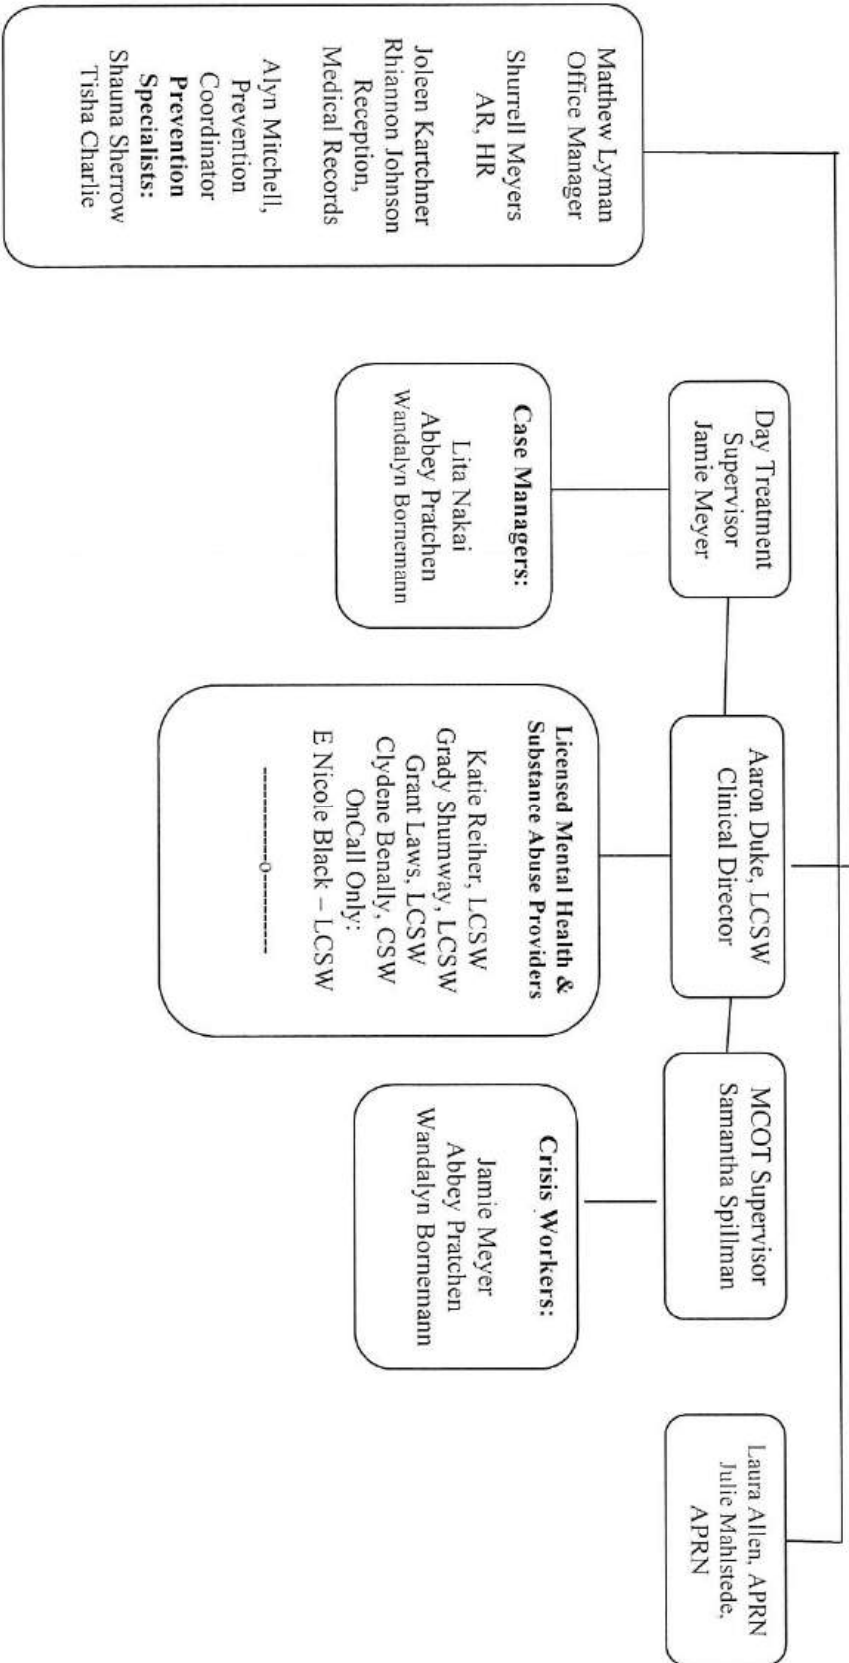 Matthew Lyman
Office Manager
Shurrell Meyers
AR, HR
Joleen Kartchner
Rhiannon Johnson
Reception,
Medical Records
Alyn Mitchell,
Prevention
Coordinator
Prevention
Specialists:
Shauna Sherrow
Tisha Charlie
Day Treatment
Supervisor
Jamie Meyer
Case Managers:
Lita Nakai
Abbey Pratchen
Wandalyn Bornemann
Aaron Duke, LCSW
Clinical Director
Licensed Mental Health &
Substance Abuse Providers
Katie Reiher, LCSW
Grady Shumway, LCSW
Grant Laws, LCSW
Clydene Benally, CSW
OnCall Only:
E Nicole Black – LCSW
----------0----------
MCOT Supervisor
Samantha Spillman
Crisis Workers:
Jamie Meyer
Abbey Pratchen
Wandalyn Bornemann
Laura Allen, APRN
Julie Mahlstede,
APRN